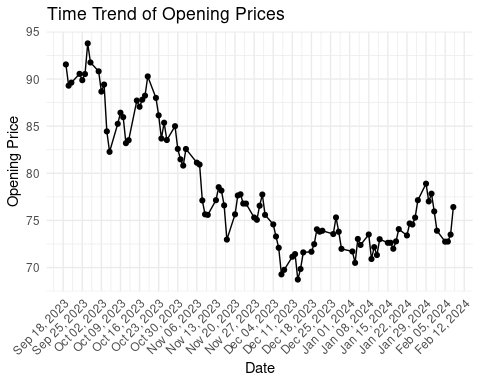 Time Trend of Opening Prices
95
90
85
80
75
70
Opening Price
Sep 18, 2023
Sep 25, 2023
Oct 02, 2023
Oct 09, 2023
Oct 16, 2023
Oct 23, 2023
Oct 30, 2023
Nov 06, 2023
Nov 13, 2023
Nov 20, 2023
Nov 27, 2023
Dec 04, 2023
Dec 11, 2023
Dec 18, 2023
Dec 25, 2023
Jan 01, 2024
Jan 08, 2024
Jan 15, 2024
Jan 22, 2024
Jan 29, 2024
Feb 05, 2024
Feb 12, 2024
Date